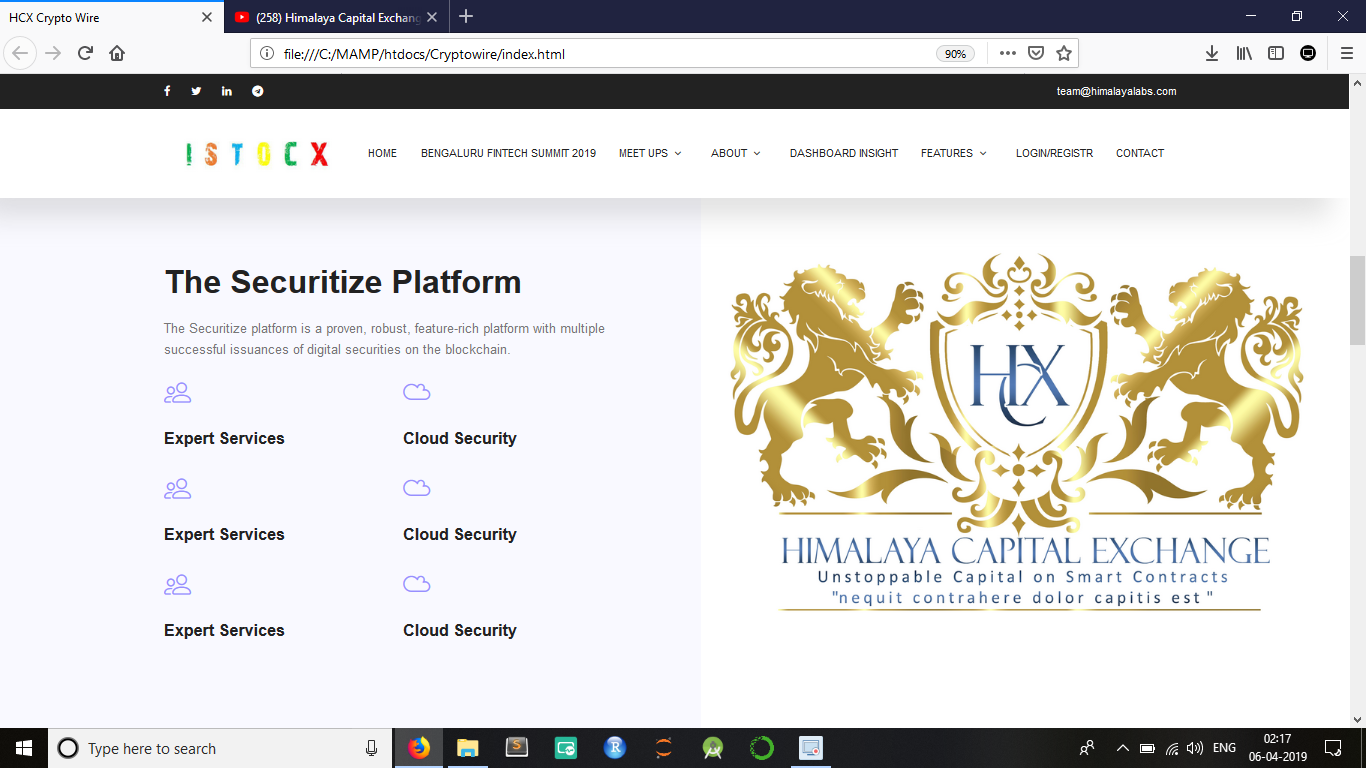 HCX Crypto Wire
(258) Himalaya Capital Exchang
file:///C:/MAMP/htdocs/Cryptowire/index.html
90%
team@himalayalabs.com
ISTOCX
HOME
BENGALURU FINTECH SUMMIT 2019
MEET UPS
ABOUT
DASHBOARD INSIGHT
FEATURES
LOGIN/REGISTR
CONTACT
The Securitize Platform
The Securitize platform is a proven, robust, feature-rich platform with multiple
successful issuances of digital securities on the blockchain.
Expert Services
Cloud Security
Expert Services
Cloud Security
Expert Services
Cloud Security
HCX
HIMALAYA CAPITAL EXCHANGE
Unstoppable Capital on Smart Contracts
"nequit contrahere dolor capitis est"
Type here to search
ENG
02:17
06-04-2019